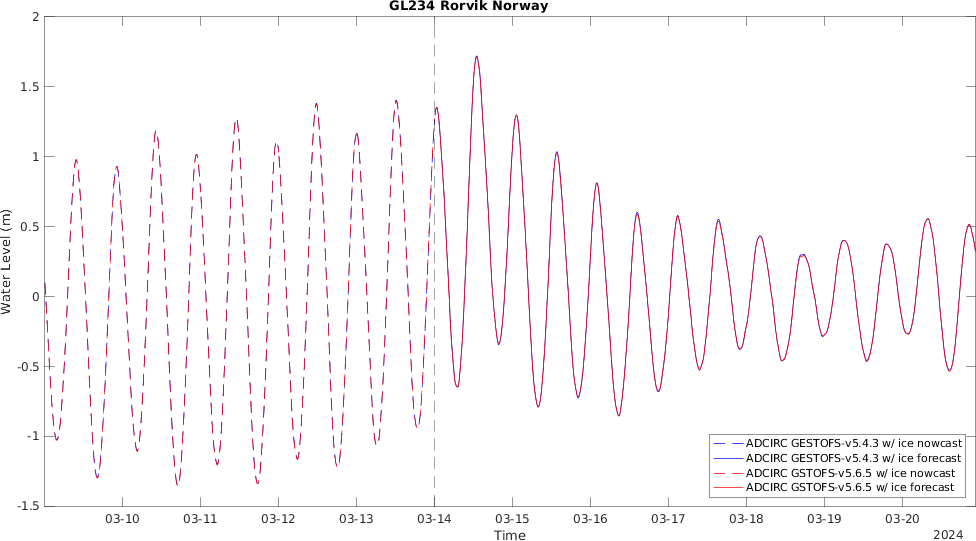 GL234 Rorvik Norway
2
1.5
1
0.5
0
-0.5
-1
-1.5
Water Level (m)
03-10 03-11 03-12 03-13 03-14 03-15 03-16 03-17 03-18 03-19 03-20
Time
2024
ADCIRC GESTOFS-v5.4.3 w/ ice nowcast
ADCIRC GESTOFS-v5.4.3 w/ ice forecast
ADCIRC GSTOFS-v5.6.5 w/ ice nowcast
ADCIRC GSTOFS-v5.6.5 w/ ice forecast